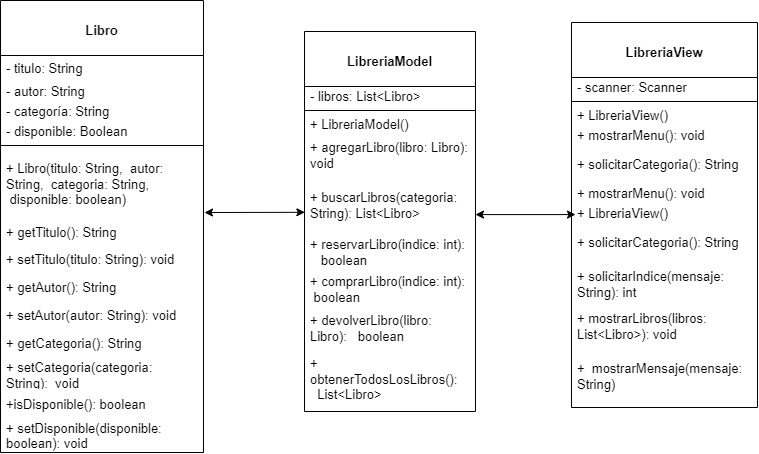 Libro
- titulo: String
- autor: String
- categoría: String
- disponible: Boolean
+ Libro(titulo: String,  autor:
String,  categoria: String,
disponible: boolean)
+ getTitulo(): String
+ setTitulo(titulo: String): void
+ getAutor(): String
+ setAutor(autor: String): void
+ getCategoria(): String
+ setCategoria(categoria:
String):  void
+isDisponible(): boolean
+ setDisponible(disponible:
boolean): void
LibreriaModel
- libros: List<Libro>
+ LibreriaModel()
+ agregarLibro(libro: Libro):
void
+ buscarLibros(categoria:
String): List<Libro>
+ reservarLibro(indice: int):
boolean
+ comprarLibro(indice: int):
boolean
+ devolverLibro(libro:
Libro):   boolean
+
obtenerTodosLosLibros():
List<Libro>
LibreriaView
- scanner: Scanner
+ LibreriaView()
+ mostrarMenu(): void
+ solicitarCategoria(): String
+ mostrarMenu(): void
+ LibreriaView()
+ solicitarCategoria(): String
+ solicitarIndice(mensaje:
String): int
+ mostrarLibros(libros:
List<Libro>): void
+  mostrarMensaje(mensaje:
String)